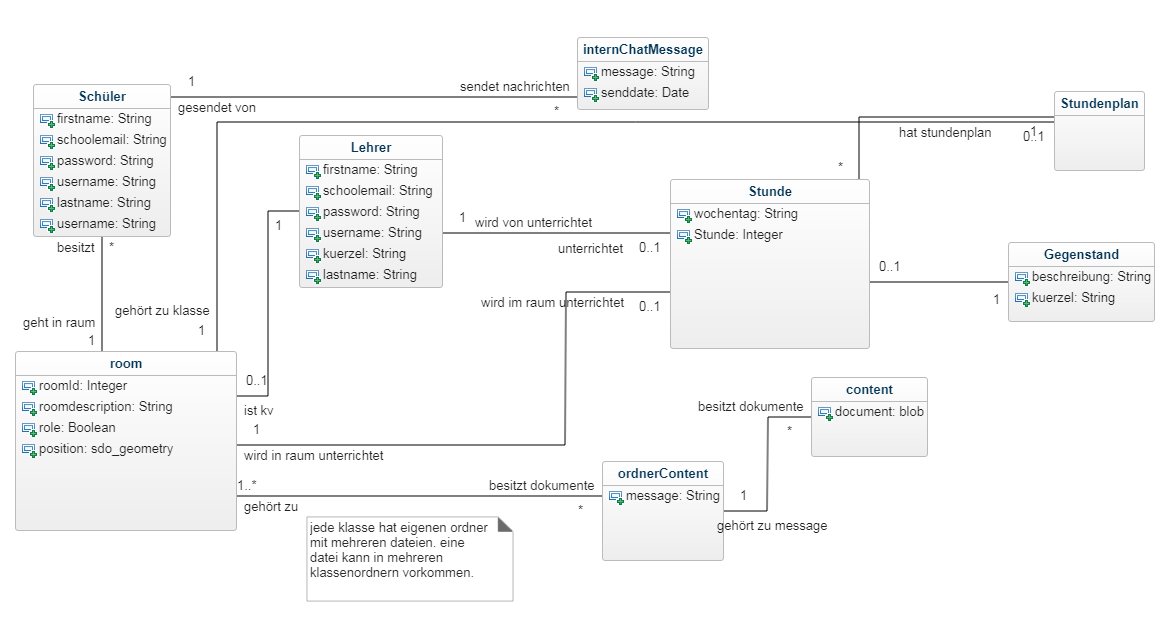 internChatMessage
message: String
senddate: Date
1
sendet nachrichten
gesendet von
*
Schüler
firstname: String
schoolemail: String
password: String
username: String
lastname: String
username: String
besitzt
*
Stundenplan
hat stundenplan
1
0..1
*
Lehrer
firstname: String
schoolemail: String
password: String
username: String
kuerzel: String
lastname: String
1
1
wird von unterrichtet
unterrichtet
0..1
Stunde
wochentag: String
Stunde: Integer
0..1
1
Gegenstand
beschreibung: String
kuerzel: String
wird im raum unterrichtet
0..1
gehört zu klasse
1
geht in raum
1
room
roomId: Integer
roomdescription: String
role: Boolean
position: sdo_geometry
0..1
ist kv
1
wird in raum unterrichtet
content
document: blob
besitzt dokumente
*
ordnerContent
message: String
1
gehört zu message
1..*
gehört zu
besitzt dokumente
*
jede klasse hat eigenen ordner
mit mehreren dateien. eine
datei kann in mehreren
klassenordnern vorkommen.